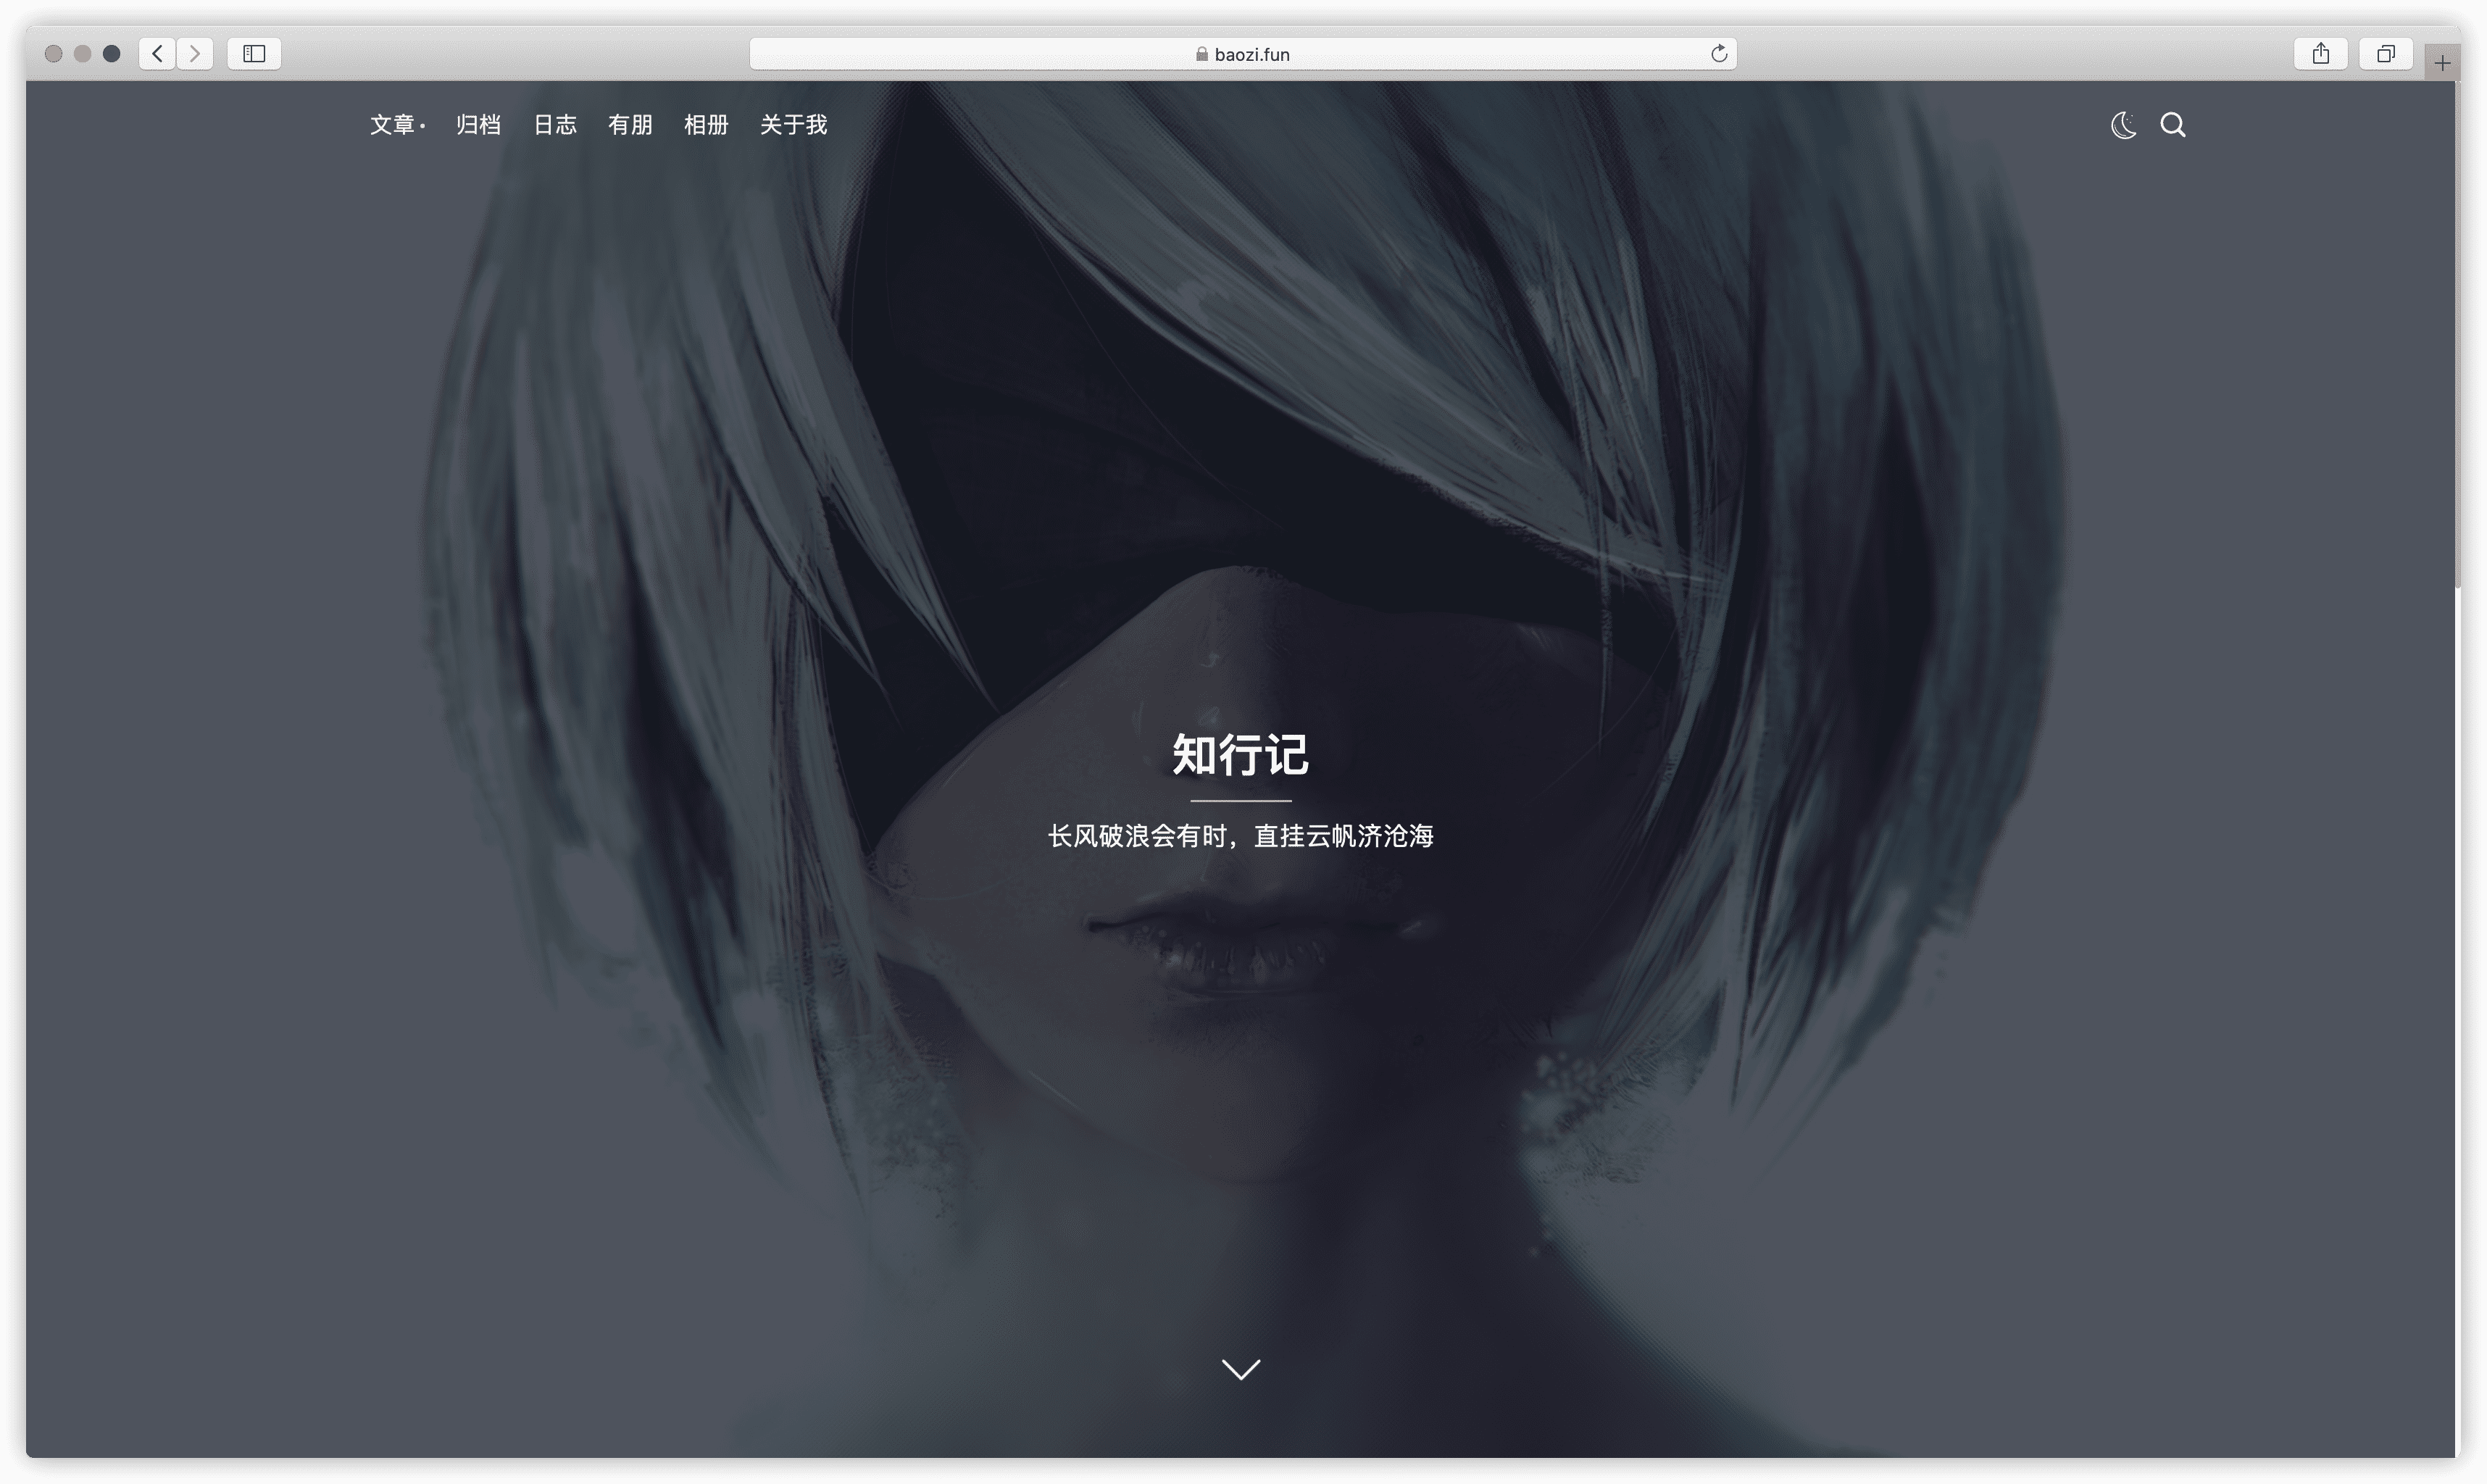 baozi.fun
文章· 归档 日志 有朋 相册 关于我
知行记
长风破浪会有时，直挂云帆济沧海